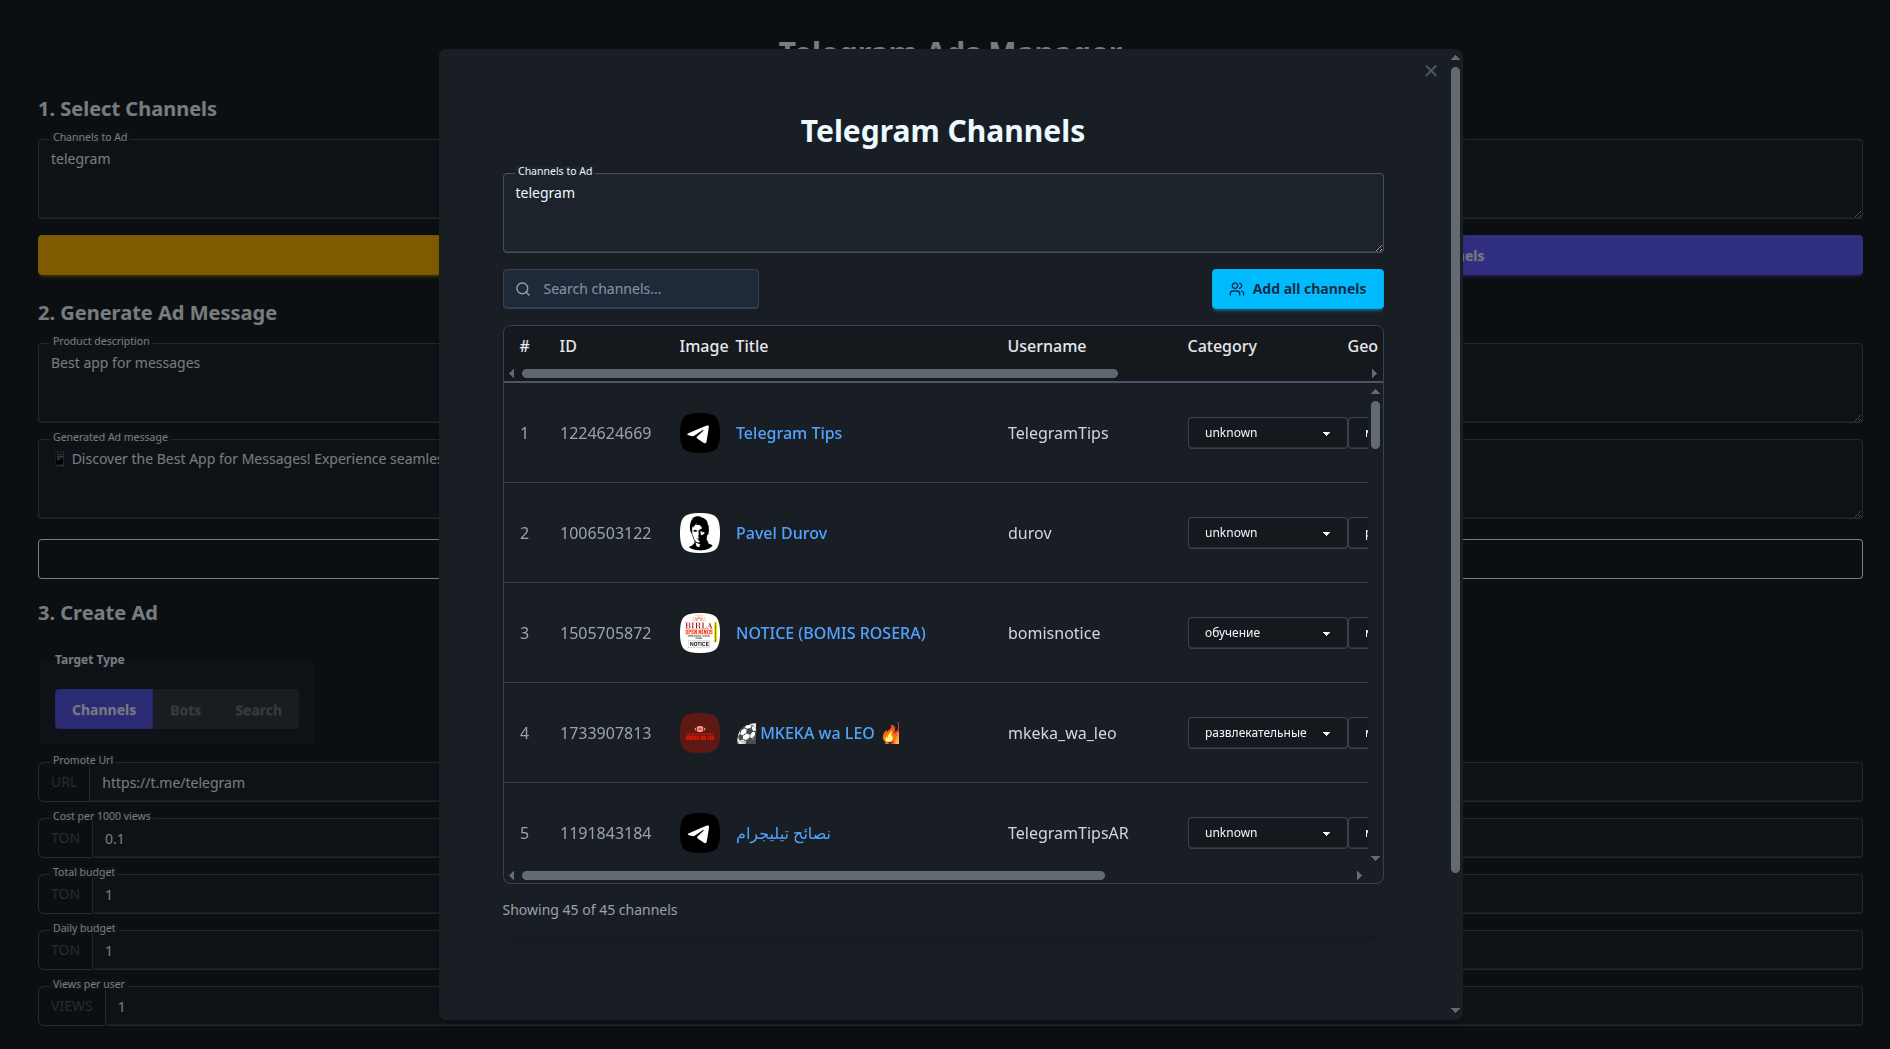 Telegram Ads Manager
1. Select Channels
Channels to Ad
telegram
2. Generate Ad Message
Product description
Best app for messages
Generated Ad message
📱 Discover the Best App for Messages! Experience seamles
3. Create Ad
Target Type
Channels Bots Search
Promote Url
URL https://t.me/telegram
Cost per 1000 views
TON 0.1
Total budget
TON 1
Daily budget
TON 1
Views per user
VIEWS 1
Telegram Channels
Channels to Ad
telegram
Search channels...
Add all channels
# ID Image Title Username Category Geo
1 1224624669 Telegram Tips TelegramTips unknown
2 1006503122 Pavel Durov durov unknown
3 1505705872 BIRLA NOTICE NOTICE (BOMIS ROSERA) bomisnotice обучение
4 1733907813 ⚽ MKEKA wa LEO 🔥 mkeka_wa_leo развлекательные
5 1191843184 نصائح تيليجرام TelegramTipsAR unknown
Showing 45 of 45 channels
els